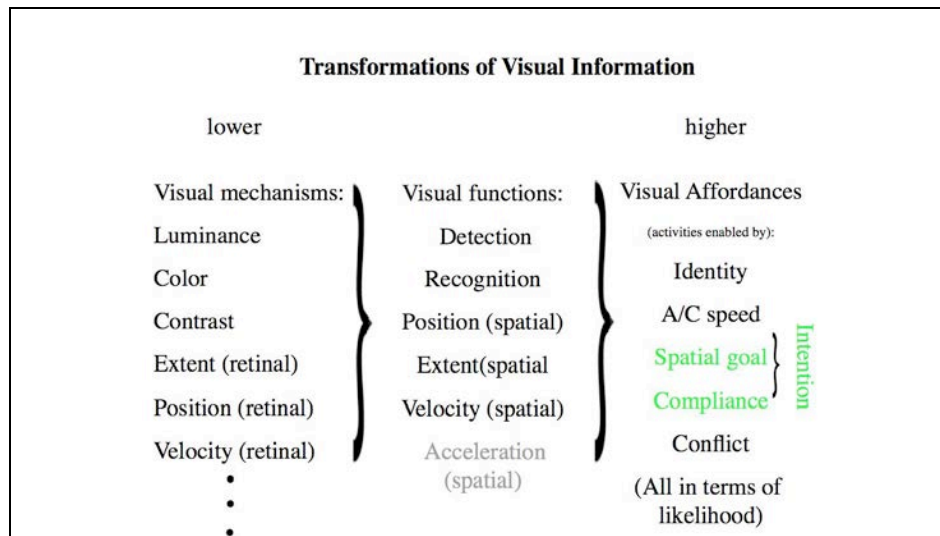 Transformations of Visual Information
lower
higher
Visual mechanisms:
Luminance
Color
Contrast
Extent (retinal)
Position (retinal)
Velocity (retinal)
Visual functions:
Detection
Recognition
Position (spatial)
Extent(spatial
Velocity (spatial)
Acceleration
(spatial)
Visual Affordances
(activities enabled by):
Identity
A/C speed
Spatial goal
Compliance
Intention
Conflict
(All in terms of
likelihood)